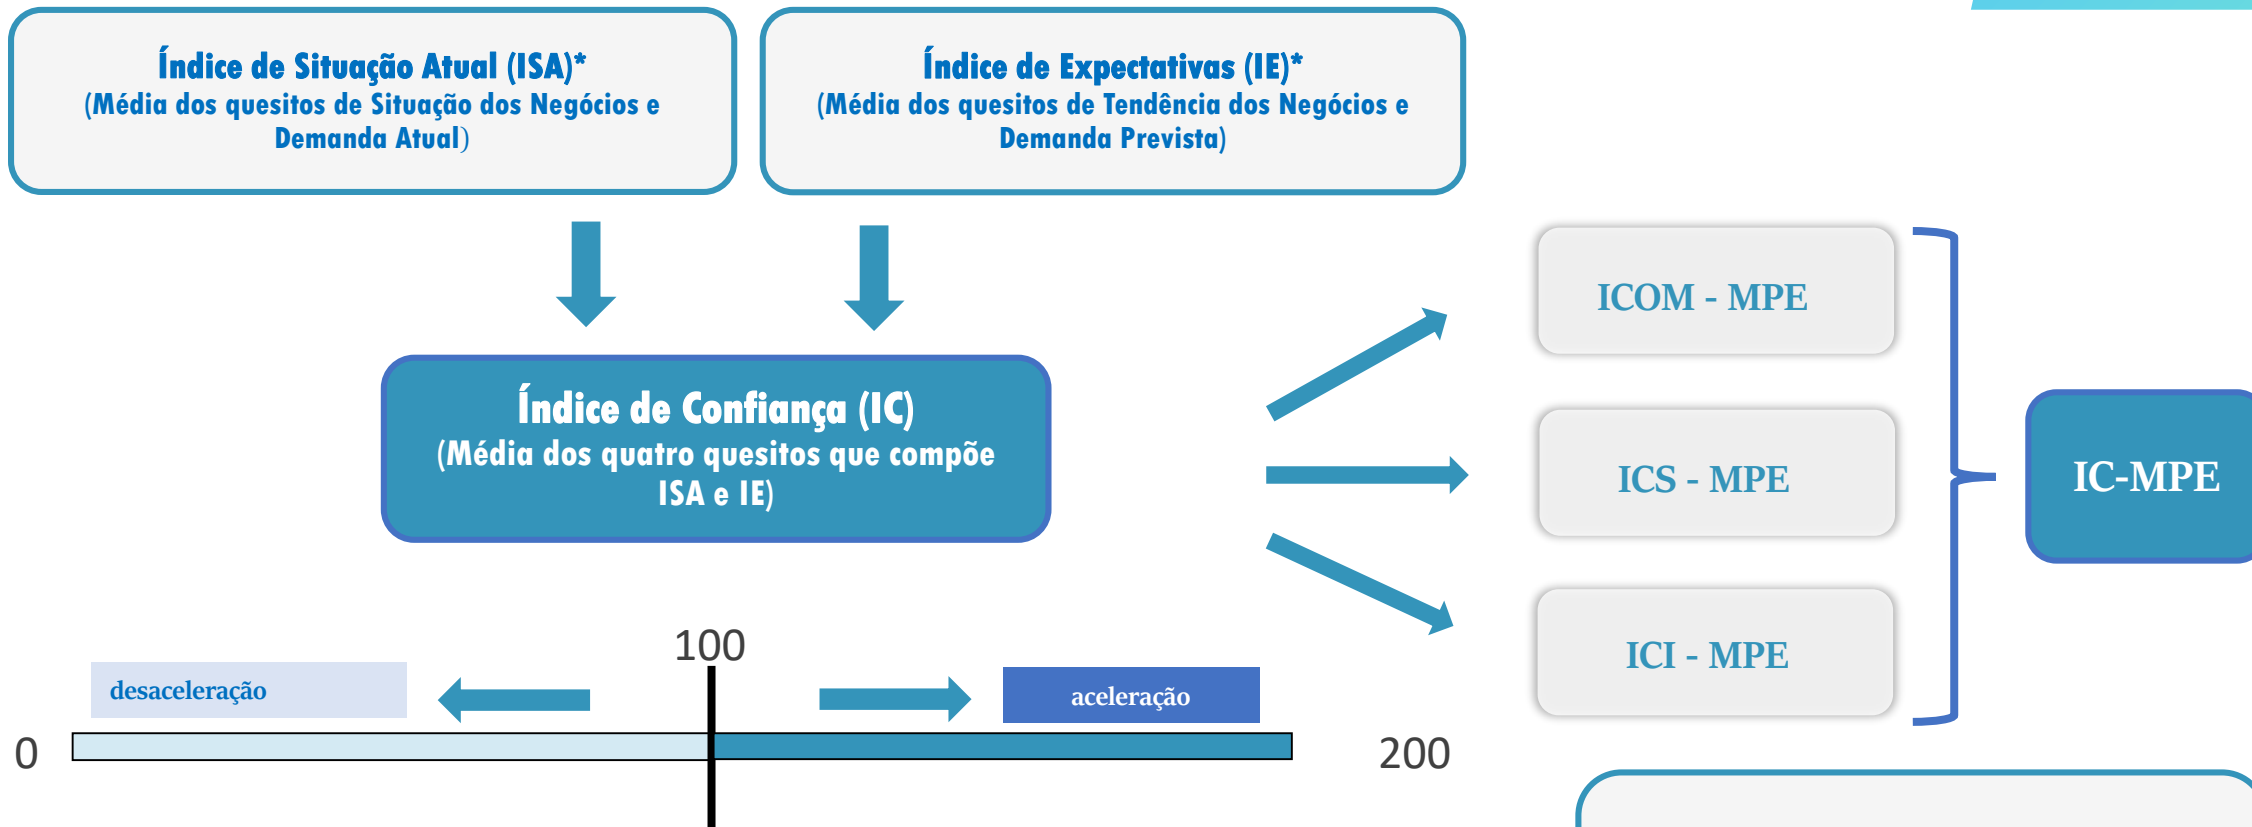 Índice de Situação Atual (ISA)*
(Média dos quesitos de Situação dos Negócios e
Demanda Atual)
Índice de Expectativas (IE)*
(Média dos quesitos de Tendência dos Negócios e
Demanda Prevista)
Índice de Confiança (IC)
(Média dos quatro quesitos que compõe
ISA e IE)
ICOM - MPE
ICS - MPE
ICI - MPE
IC-MPE
100
desaceleração
aceleração
0
200